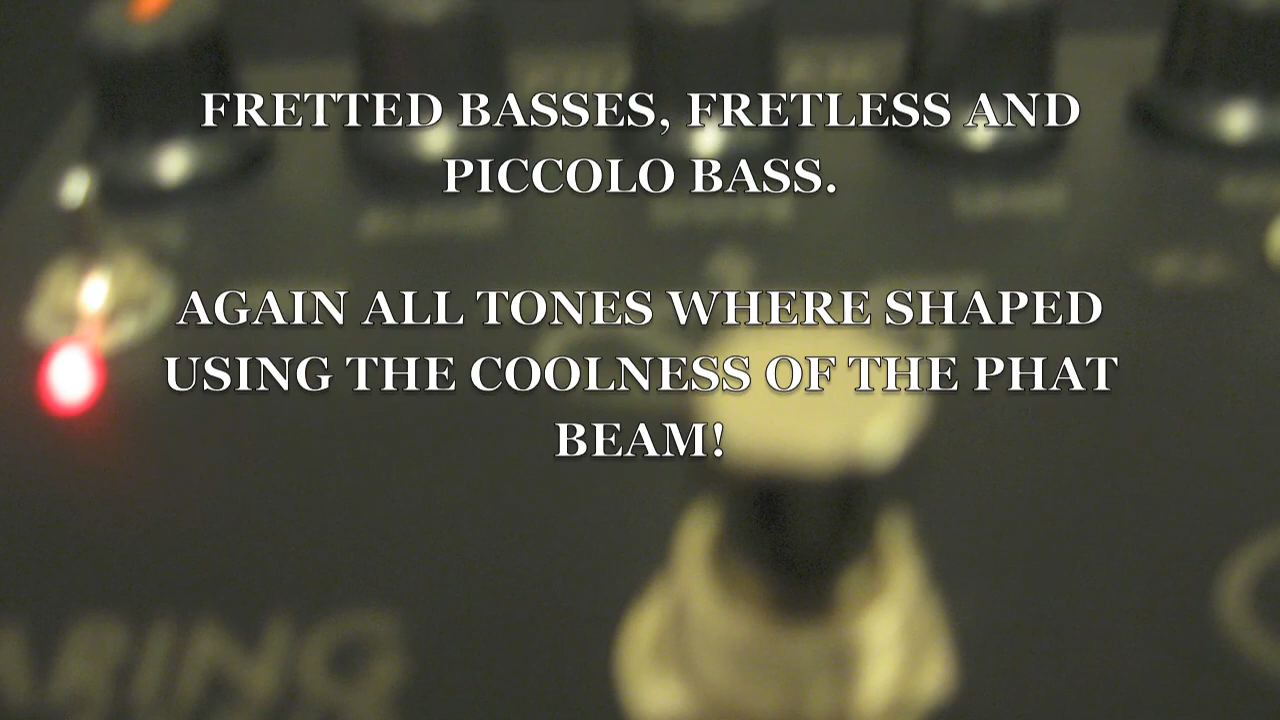 FRETTED BASSES, FRETLESS AND
PICCOLO BASS.
AGAIN ALL TONES WHERE SHAPED
USING THE COOLNESS OF THE PHAT
BEAM!